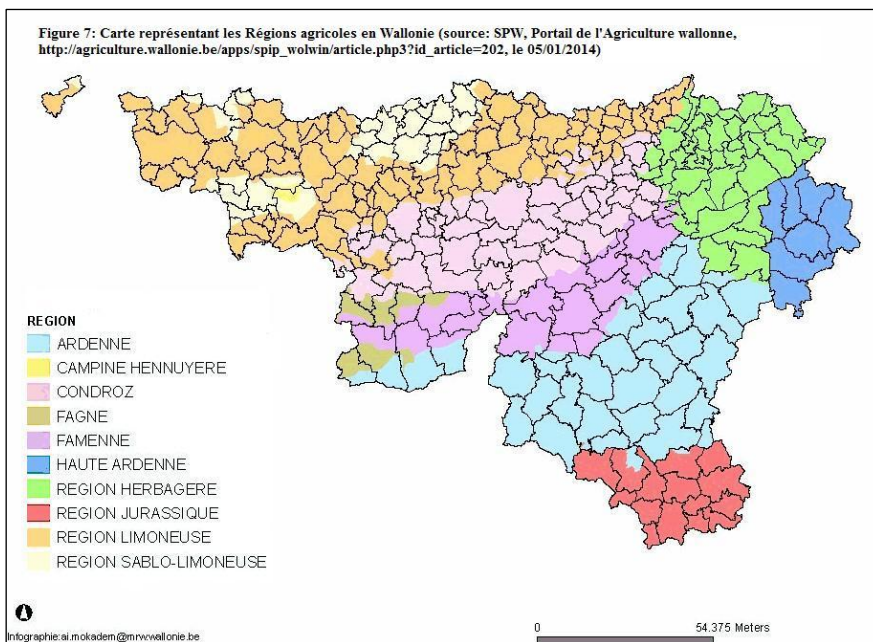 Figure 7: Carte représentant les Régions agricoles en Wallonie (source: SPW, Portail de l'Agriculture wallonne,
http://agriculture.wallonie.be/apps/spip_wolwin/article.php3?id_article=202, le 05/01/2014)
REGION
ARDENNE
CAMPINE HENNUYERE
CONDROZ
FAGNE
FAMENNE
HAUTE ARDENNE
REGION HERBAGERE
REGION JURASSIQUE
REGION LIMONEUSE
REGION SABLO-LIMONEUSE
Infographie:ai.mokadem@mrw.wallonie.be
0 54.375 Meters